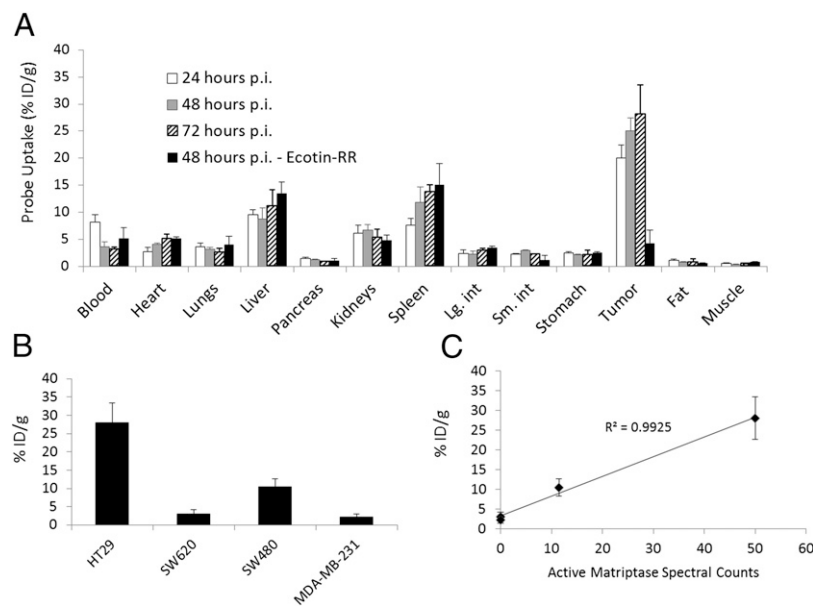 A
Probe Uptake (% ID/g)
40
35
30
25
20
15
10
5
0
24 hours p.i.
48 hours p.i.
72 hours p.i.
48 hours p.i. - Ecotin-RR
Blood
Heart
Lungs
Liver
Pancreas
Kidneys
Spleen
Lg. int
Sm. int
Stomach
Tumor
Fat
Muscle
B
% ID/g
40
35
30
25
20
15
10
5
0
HT29
SW620
SW480
MDA-MB-231
C
% ID/g
40
35
30
25
20
15
10
5
0
R² = 0.9925
0 10 20 30 40 50 60
Active Matriptase Spectral Counts